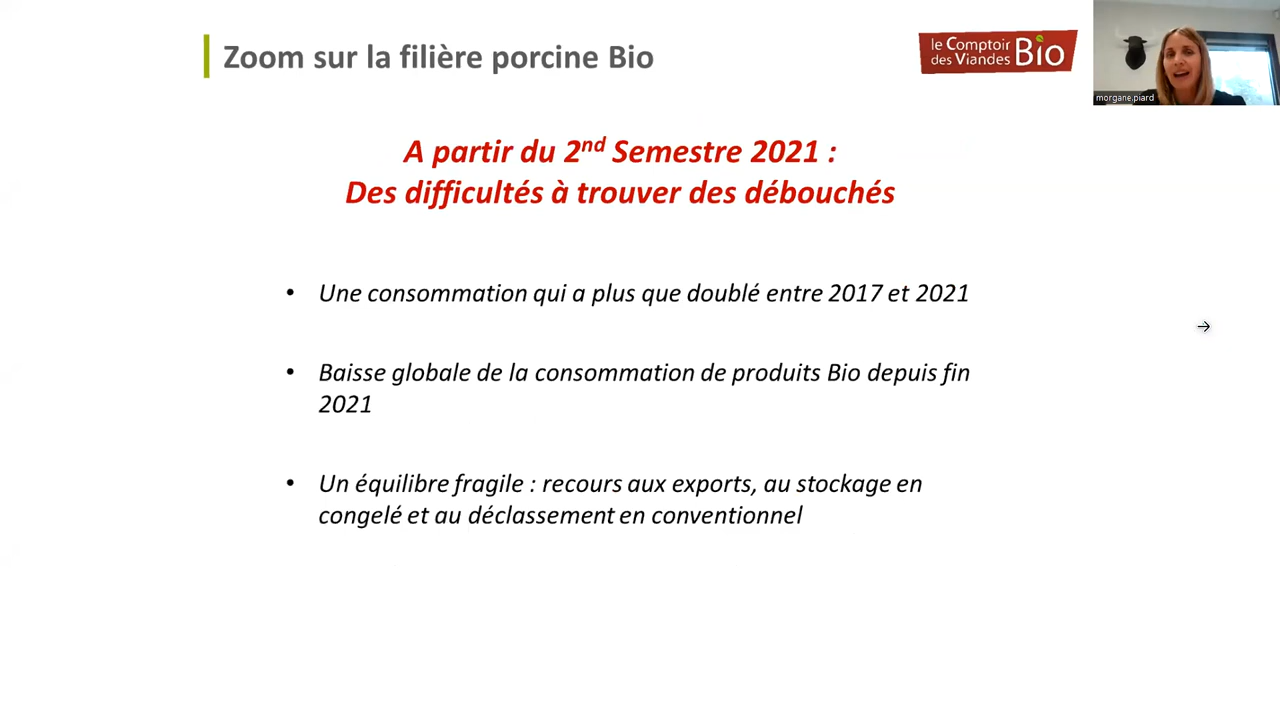 Zoom sur la filière porcine Bio
le Comptoir
des Viandes
Bio
morgane.piard
A partir du 2nd Semestre 2021 :
Des difficultés à trouver des débouchés
• Une consommation qui a plus que doublé entre 2017 et 2021
• Baisse globale de la consommation de produits Bio depuis fin
2021
• Un équilibre fragile : recours aux exports, au stockage en
congelé et au déclassement en conventionnel